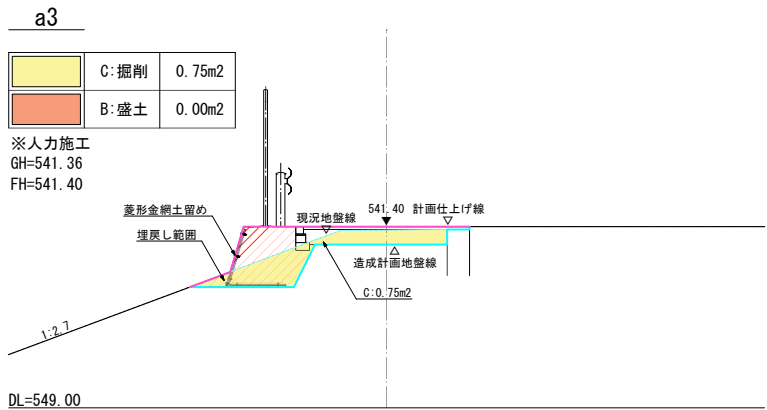 a3
C:掘削 0.75m2
B:盛土 0.00m2
※人力施工
GH=541.36
FH=541.40
541.40 計画仕上げ線
菱形金網土留め
現況地盤線
埋戻し範囲
造成計画地盤線
C:0.75m2
1:2.7
DL=549.00